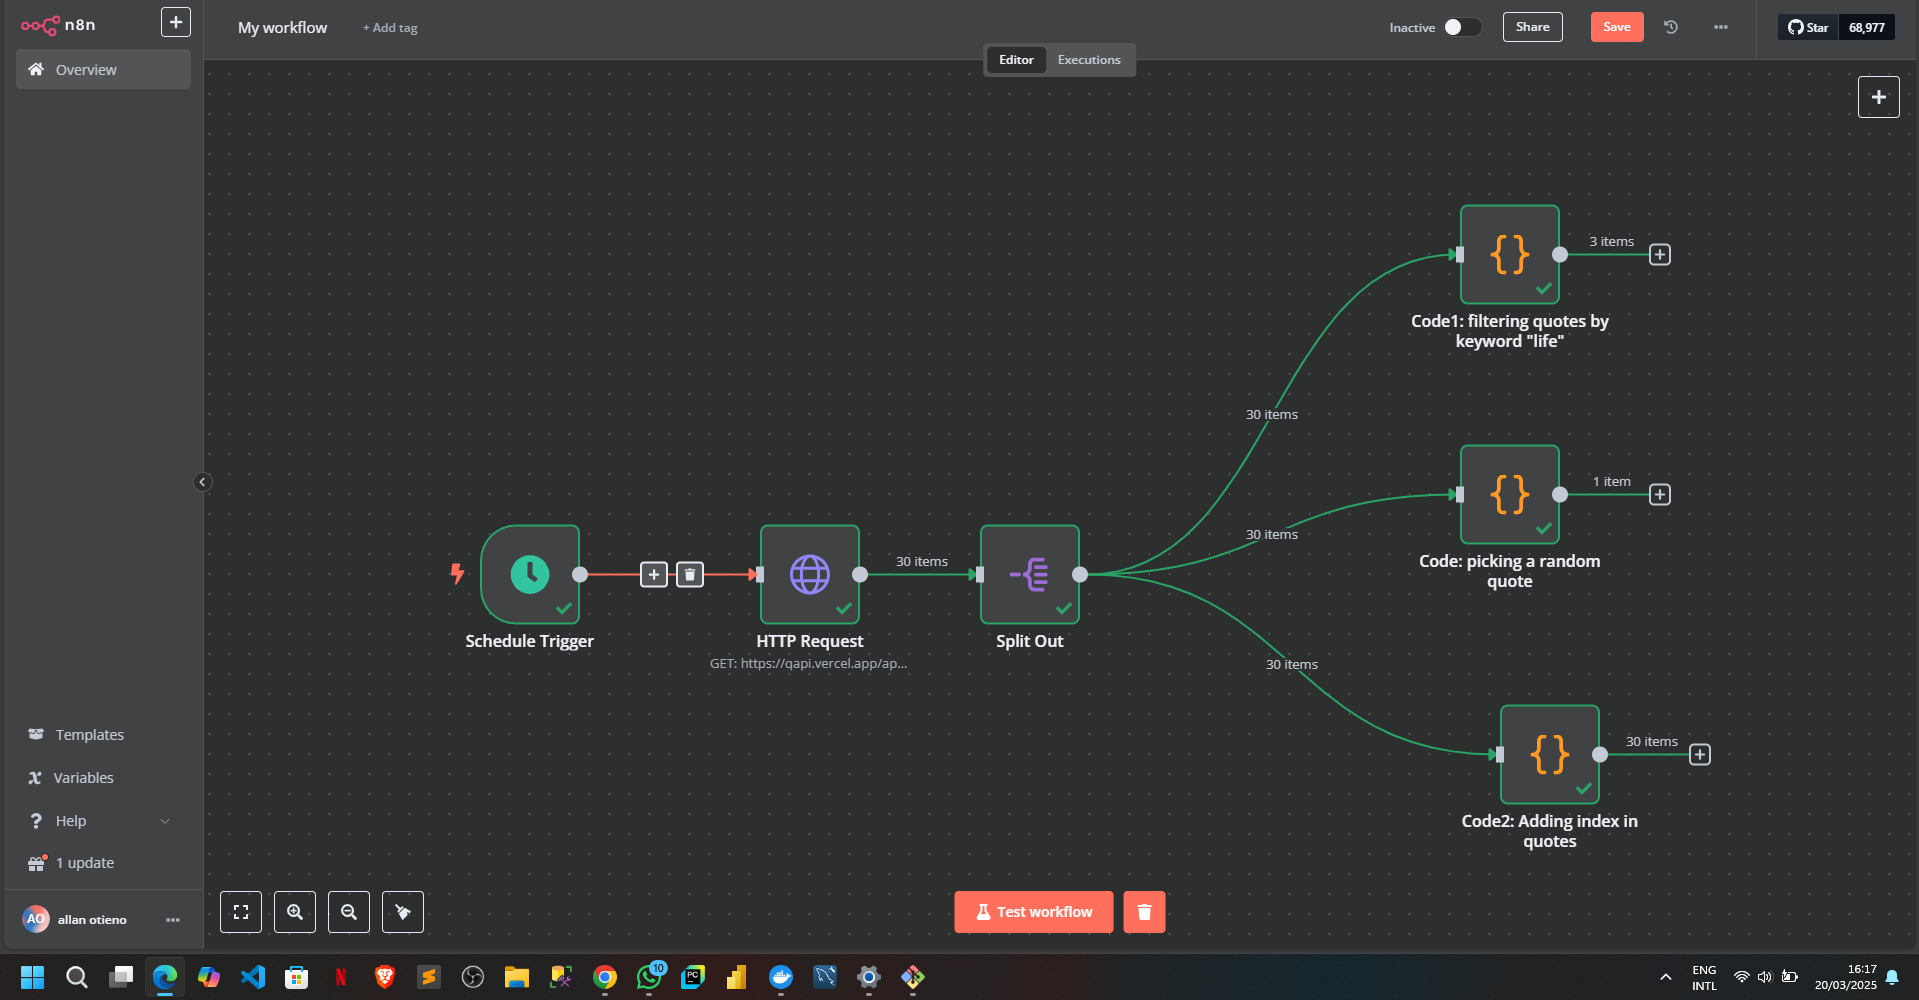 n8n
My workflow
+ Add tag
Inactive
Share
Save
Star
68,977
Editor
Executions
Overview
3 items
Code1: filtering quotes by
keyword "life"
30 items
1 item
30 items
Code: picking a random
quote
30 items
Schedule Trigger
HTTP Request
GET: https://qapi.vercel.app/ap...
Split Out
30 items
30 items
Code2: Adding index in
quotes
Templates
Variables
Help
1 update
AO
allan otieno
Test workflow
10
PC
ENG
INTL
16:17
20/03/2025